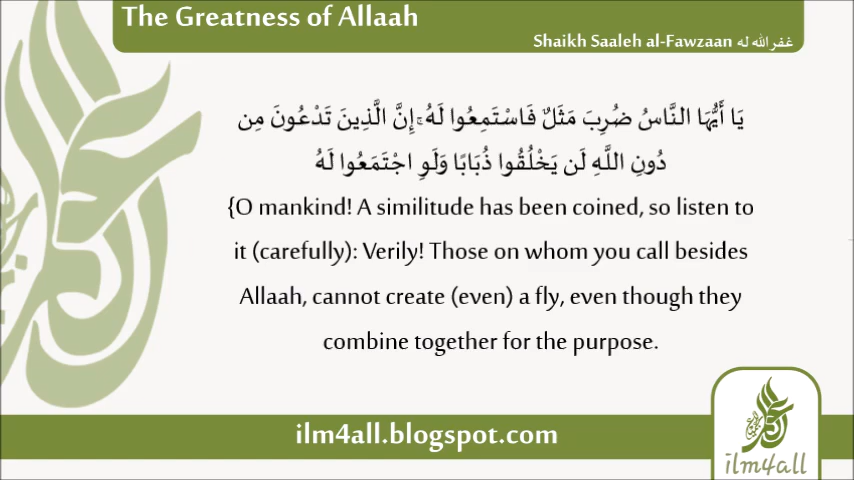 The Greatness of Allaah
Shaikh Saaleh al-Fawzaan غفر الله له
يَا أَيُّهَا النَّاسُ ضُرِبَ مَثَلٌ فَاسْتَمِعُوا لَهُ ۚ إِنَّ الَّذِينَ تَدْعُونَ مِن
دُونِ اللَّهِ لَن يَخْلُقُوا ذُبَابًا وَلَوِ اجْتَمَعُوا لَهُ
{O mankind! A similitude has been coined, so listen to
it (carefully): Verily! Those on whom you call besides
Allaah, cannot create (even) a fly, even though they
combine together for the purpose.
ilm4all.blogspot.com
ilm4all